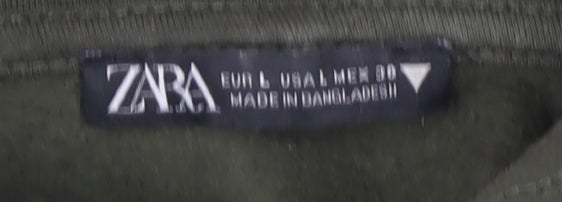 ZARA
EUR L USA L MEX 30
MADE IN BANGLADESH